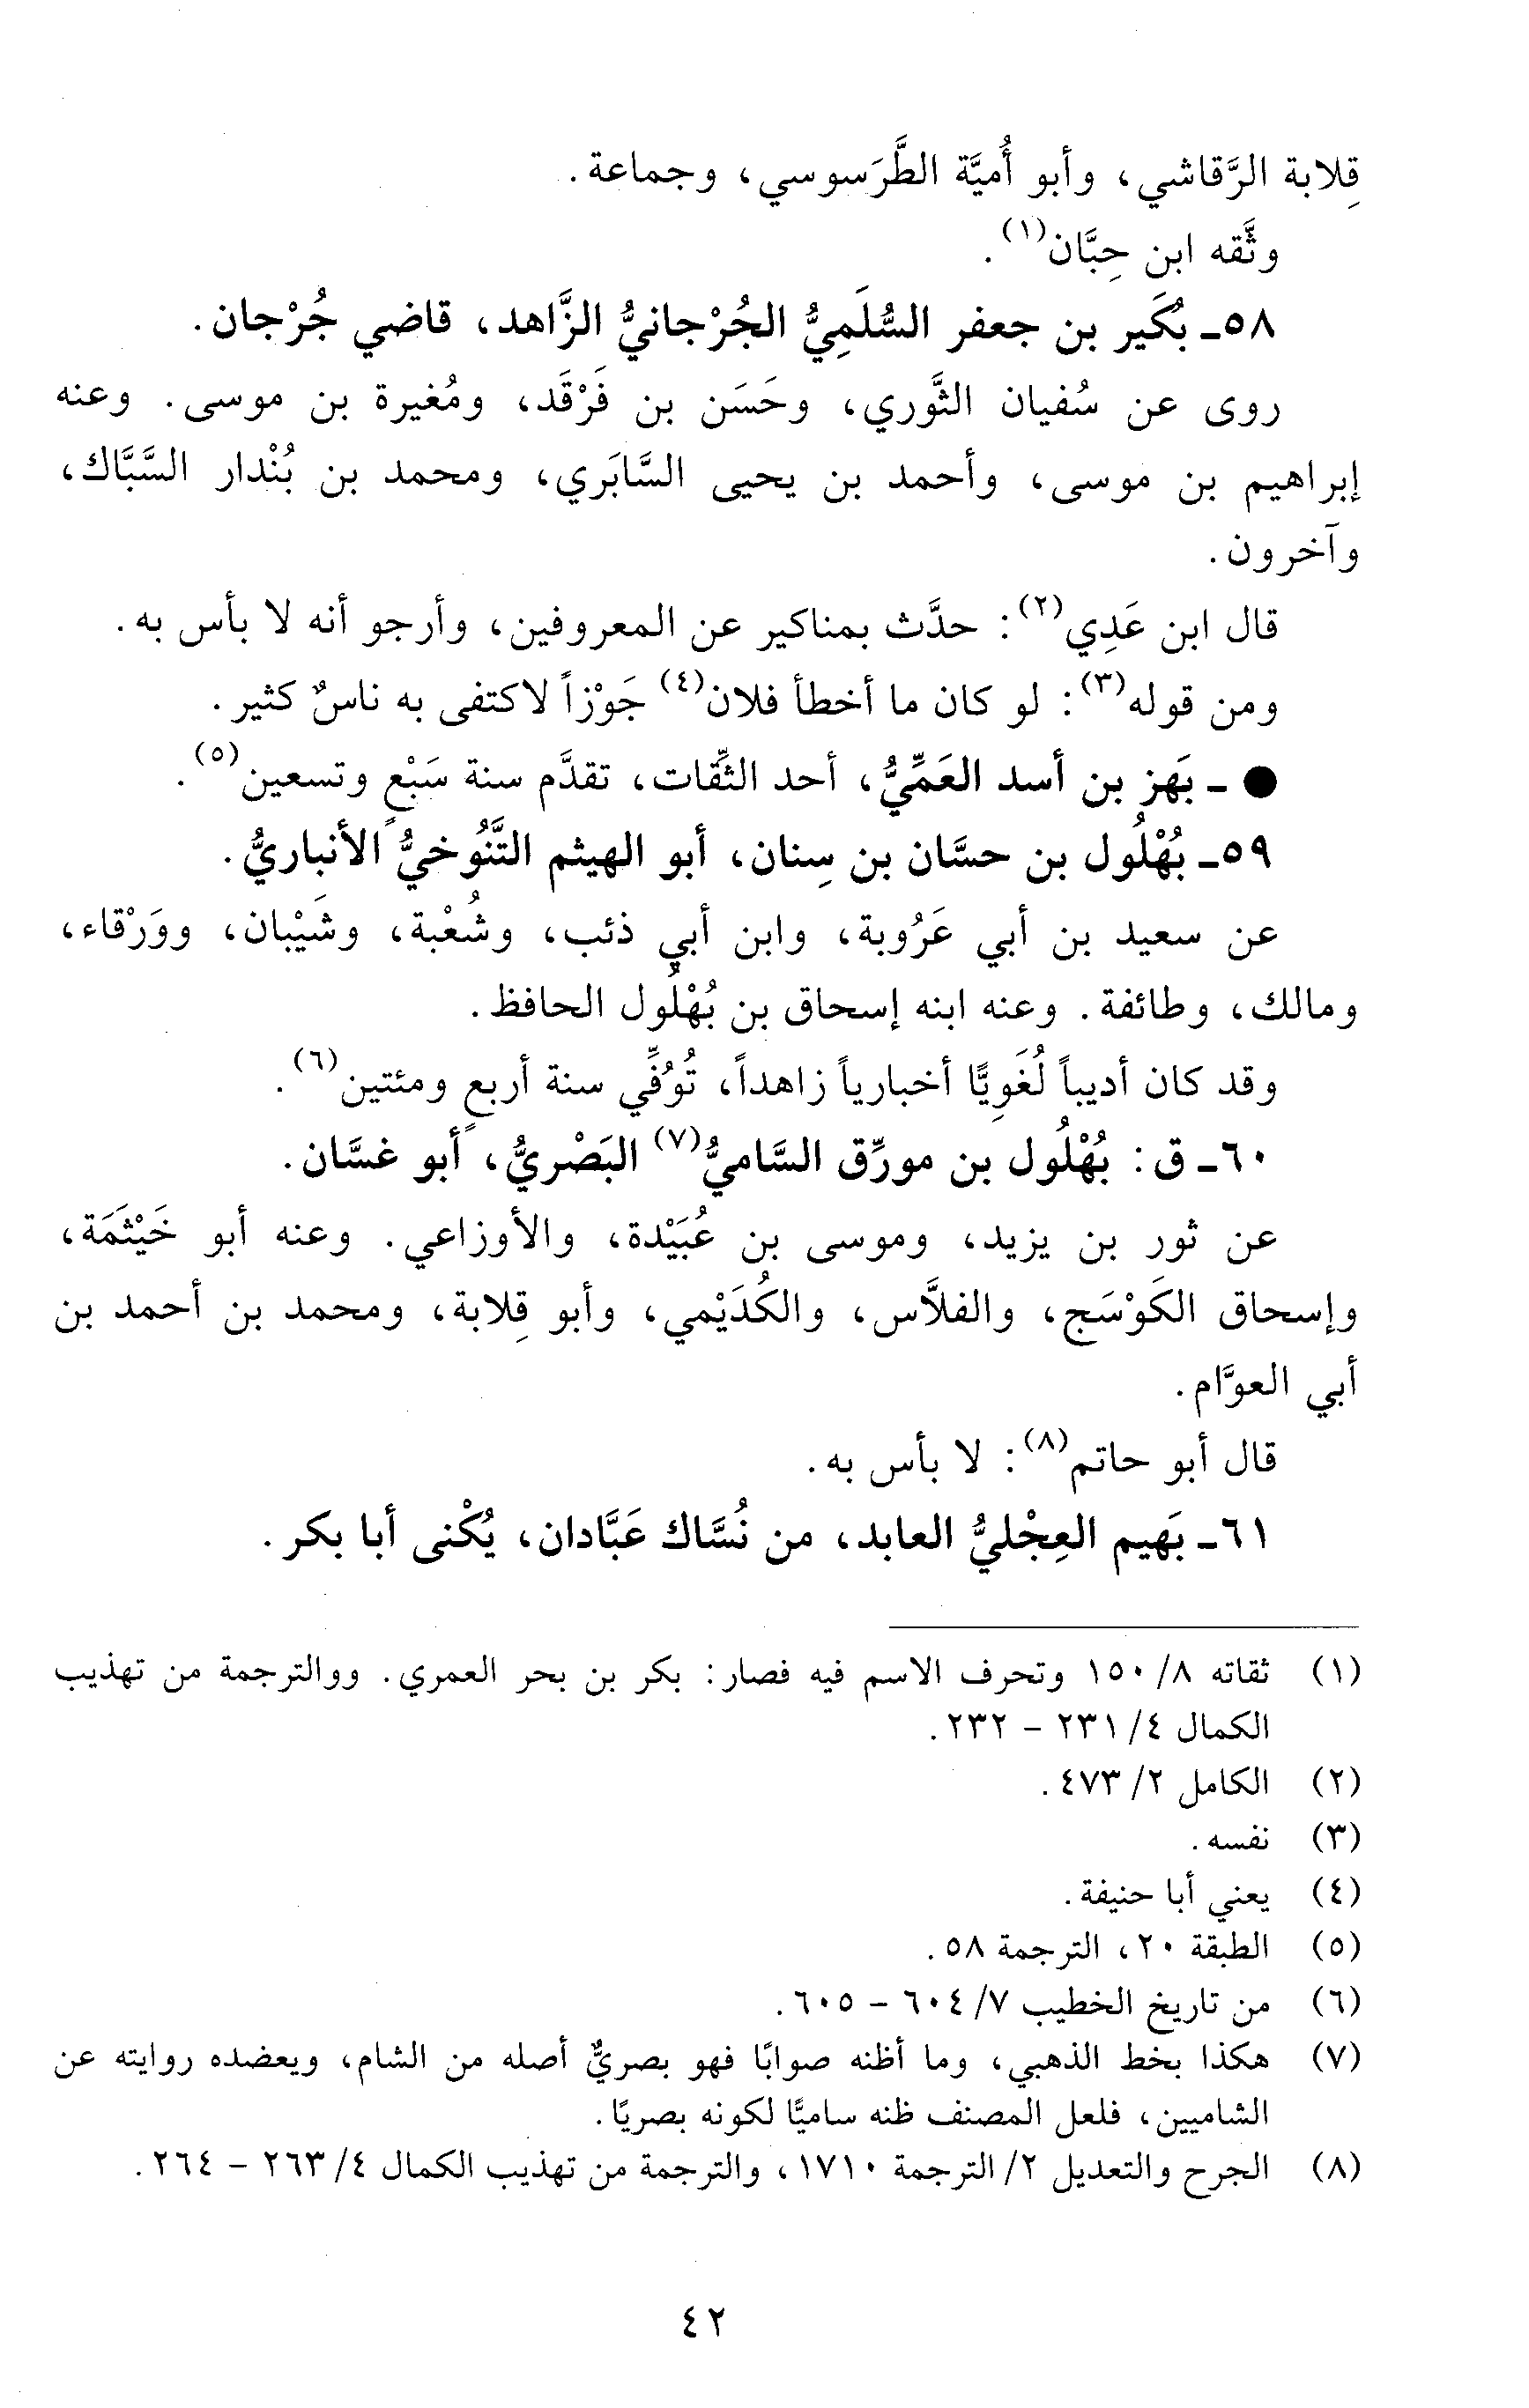 قِلابة الرَّقاشي، وأبو أُميَّة الطَّرَسوسي، وجماعة.
وثَّقه ابن حِبَّان(١).
٥٨ـ بُكَير بن جعفر السُّلَمِيُّ الجُرْجانيُّ الزَّاهد، قاضي جُرْجان.
روى عن سُفيان الثَّوري، وحَسَن بن فَرْقَد، ومُغيرة بن موسى. وعنه
إبراهيم بن موسى، وأحمد بن يحيى السَّابَري، ومحمد بن بُنْدار السَّبَّاك،
وآخرون.
قال ابن عَدِي(٢): حدَّث بمناكير عن المعروفين، وأرجو أنه لا بأس به.
ومن قوله(٣): لو كان ما أخطأ فلان(٤) جَوْزاً لاكتفى به ناسٌ كثير.
● ـ بَهز بن أسد العَمِّيُّ، أحد الثِّقات، تقدَّم سنة سَبْعٍ وتسعين(٥).
٥٩ـ بُهْلُول بن حسَّان بن سِنان، أبو الهيثم التَّنُوخيُّ الأنباريُّ.
عن سعيد بن أبي عَرُوبة، وابن أبي ذئب، وشُعْبة، وشَيْبان، ووَرْقاء،
ومالك، وطائفة. وعنه ابنه إسحاق بن بُهْلُول الحافظ.
وقد كان أديباً لُغَوِيًّا أخبارياً زاهداً، تُوُفِّي سنة أربعٍ ومئتين(٦).
٦٠ـ ق: بُهْلُول بن مورِّق السَّاميُّ(٧) البَصْريُّ، أبو غسَّان.
عن ثور بن يزيد، وموسى بن عُبَيْدة، والأوزاعي. وعنه أبو خَيْثَمَة،
وإسحاق الكَوْسَج، والفلاَّس، والكُدَيْمي، وأبو قِلابة، ومحمد بن أحمد بن
أبي العوَّام.
قال أبو حاتم(٨): لا بأس به.
٦١ـ بَهيم العِجْليُّ العابد، من نُسَّاك عَبَّادان، يُكْنى أبا بكر.
(١) ثقاته ٨/ ١٥٠ وتحرف الاسم فيه فصار: بكر بن بحر العمري. ووالترجمة من تهذيب
الكمال ٤/ ٢٣١ - ٢٣٢.
(٢) الكامل ٢/ ٤٧٣.
(٣) نفسه.
(٤) يعني أبا حنيفة.
(٥) الطبقة ٢٠، الترجمة ٥٨.
(٦) من تاريخ الخطيب ٧/ ٦٠٤ - ٦٠٥.
(٧) هكذا بخط الذهبي، وما أظنه صوابًا فهو بصريٌّ أصله من الشام، ويعضده روايته عن
الشاميين، فلعل المصنف ظنه ساميًّا لكونه بصريًا.
(٨) الجرح والتعديل ٢/ الترجمة ١٧١٠، والترجمة من تهذيب الكمال ٤/ ٢٦٣ - ٢٦٤.
٤٢